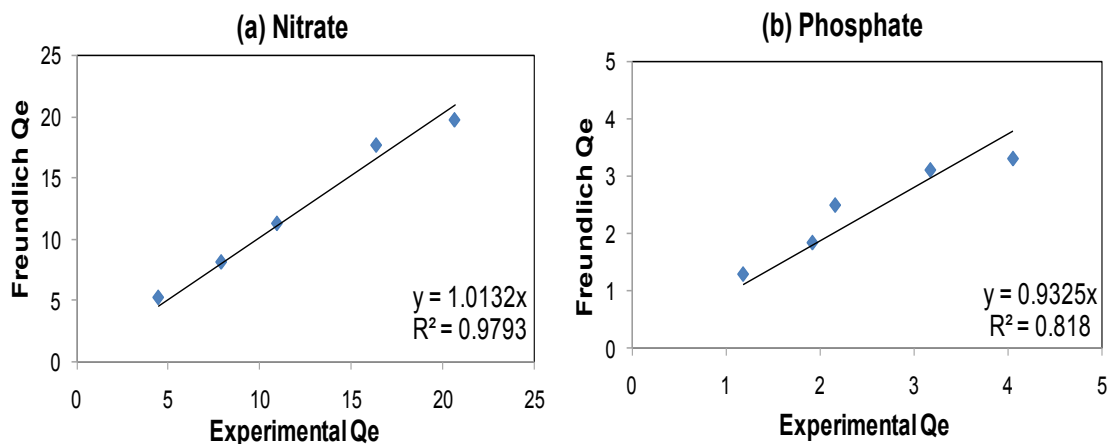 (a) Nitrate
Freundlich Qe
25
20
15
10
5
0
0 5 10 15 20 25
Experimental Qe
y = 1.0132x
R² = 0.9793
(b) Phosphate
Freundlich Qe
5
4
3
2
1
0
0 1 2 3 4 5
Experimental Qe
y = 0.9325x
R² = 0.818